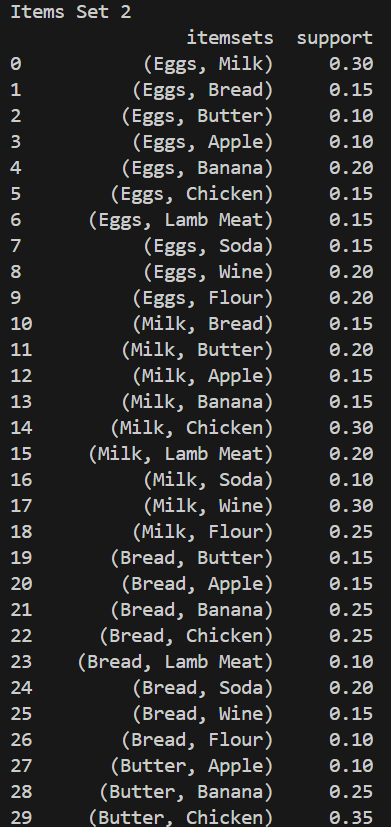 Items Set 2
itemsets support
0 (Eggs, Milk) 0.30
1 (Eggs, Bread) 0.15
2 (Eggs, Butter) 0.10
3 (Eggs, Apple) 0.10
4 (Eggs, Banana) 0.20
5 (Eggs, Chicken) 0.15
6 (Eggs, Lamb Meat) 0.15
7 (Eggs, Soda) 0.15
8 (Eggs, Wine) 0.20
9 (Eggs, Flour) 0.20
10 (Milk, Bread) 0.15
11 (Milk, Butter) 0.20
12 (Milk, Apple) 0.15
13 (Milk, Banana) 0.15
14 (Milk, Chicken) 0.30
15 (Milk, Lamb Meat) 0.20
16 (Milk, Soda) 0.10
17 (Milk, Wine) 0.30
18 (Milk, Flour) 0.25
19 (Bread, Butter) 0.15
20 (Bread, Apple) 0.15
21 (Bread, Banana) 0.25
22 (Bread, Chicken) 0.25
23 (Bread, Lamb Meat) 0.10
24 (Bread, Soda) 0.20
25 (Bread, Wine) 0.15
26 (Bread, Flour) 0.10
27 (Butter, Apple) 0.10
28 (Butter, Banana) 0.25
29 (Butter, Chicken) 0.35